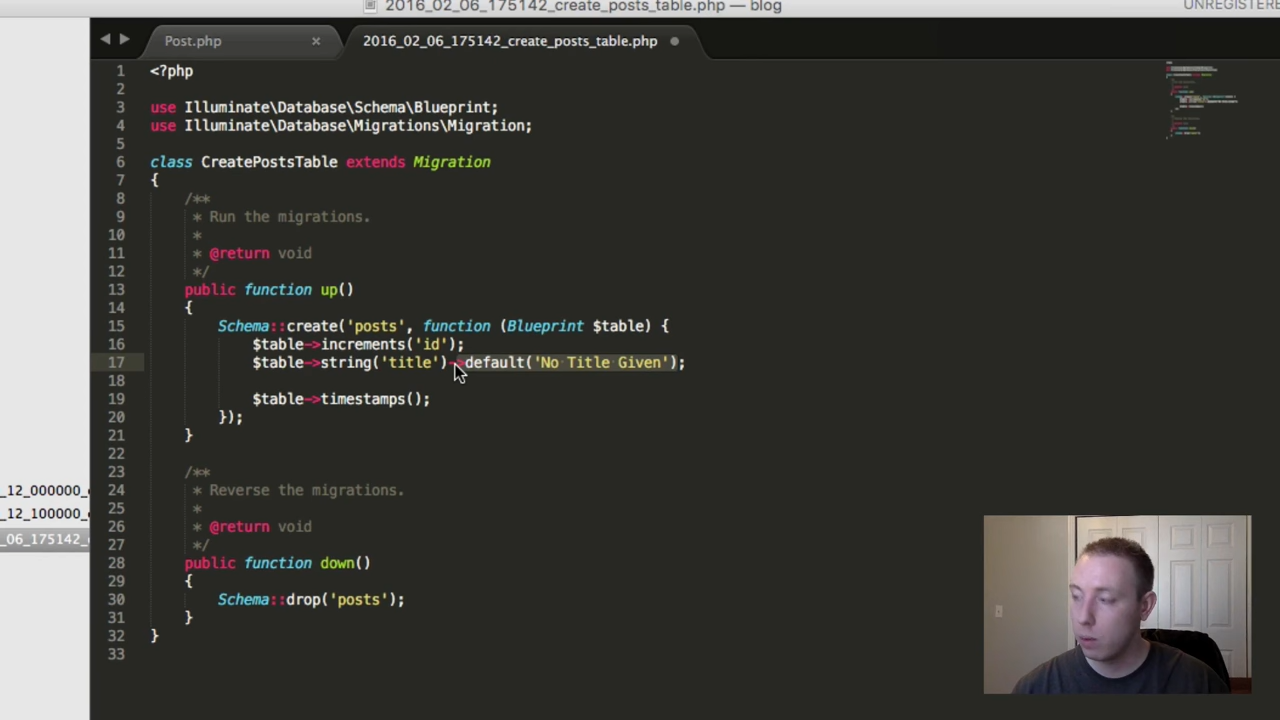 2016_02_06_175142_create_posts_table.php — blog
UNREGISTERE
Post.php
2016_02_06_175142_create_posts_table.php
1 <?php
2
3 use Illuminate\Database\Schema\Blueprint;
4 use Illuminate\Database\Migrations\Migration;
5
6 class CreatePostsTable extends Migration
7 {
8 /**
9 * Run the migrations.
10 *
11 * @return void
12 */
13 public function up()
14 {
15 Schema::create('posts', function (Blueprint $table) {
16 $table->increments('id');
17 $table->string('title')->default('No Title Given');
18
19 $table->timestamps();
20 });
21 }
22
23 /**
24 * Reverse the migrations.
25 *
26 * @return void
27 */
28 public function down()
29 {
30 Schema::drop('posts');
31 }
32 }
33
_12_000000_
_12_100000_
_06_175142_